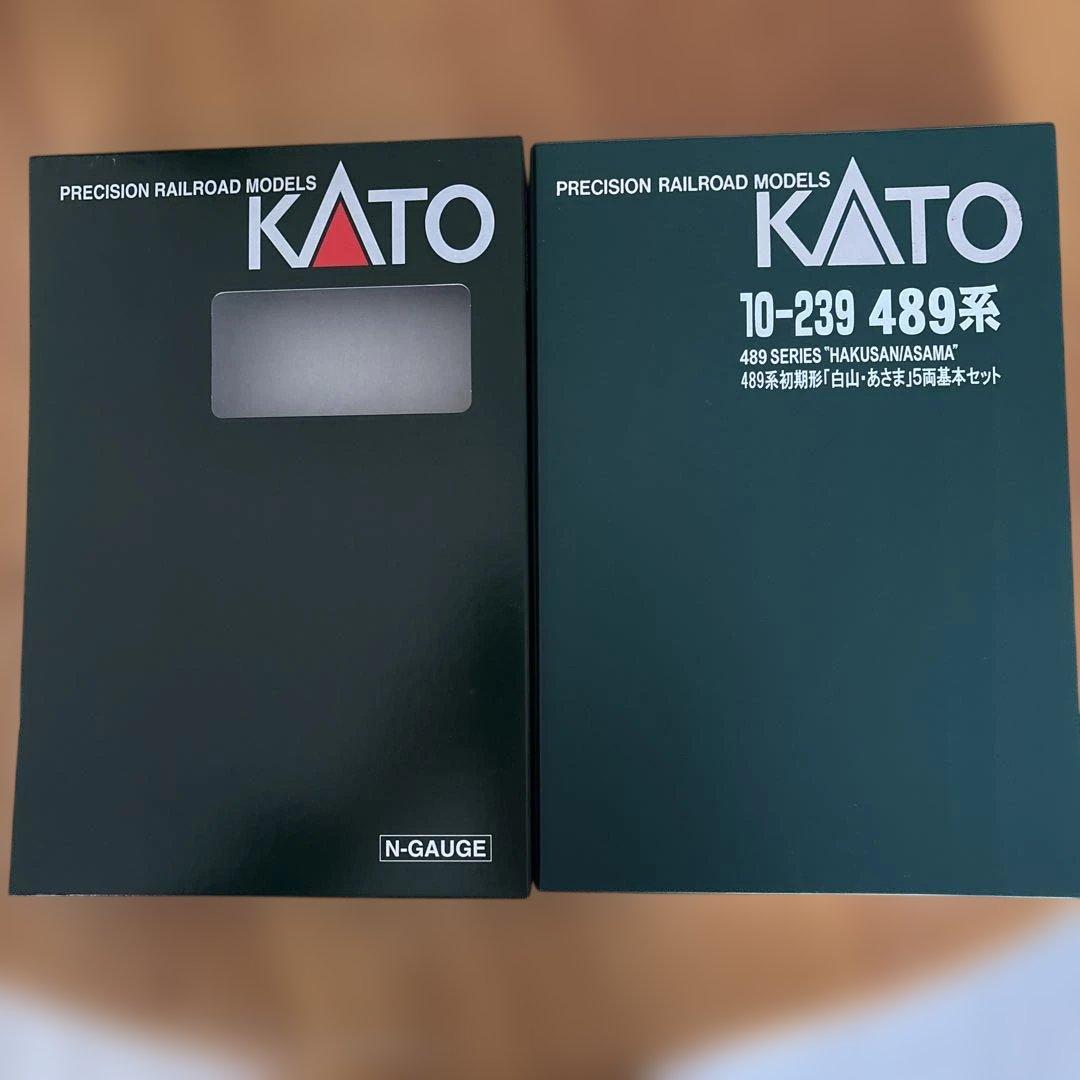 PRECISION RAILROAD MODELS
KATO
N-GAUGE
PRECISION RAILROAD MODELS
KATO
10-239 489系
489 SERIES "HAKUSAN/ASAMA"
489系初期形「白山・あさま」5両基本セット